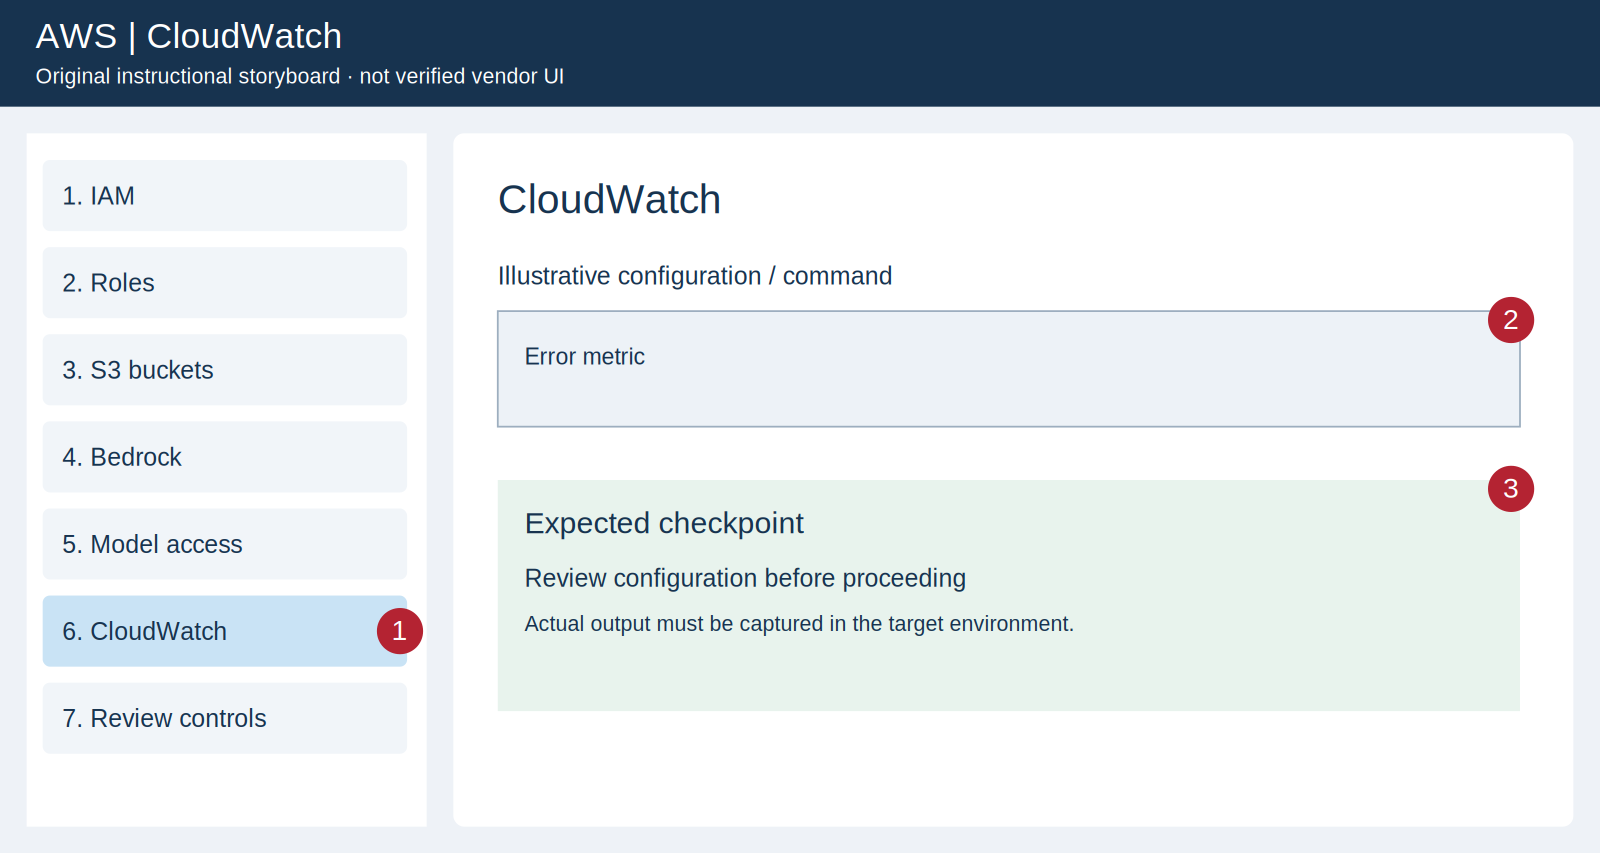 AWS | CloudWatch
Original instructional storyboard · not verified vendor UI
1. IAM
2. Roles
3. S3 buckets
4. Bedrock
5. Model access
6. CloudWatch
1
7. Review controls
CloudWatch
Illustrative configuration / command
2
Error metric
3
Expected checkpoint
Review configuration before proceeding
Actual output must be captured in the target environment.